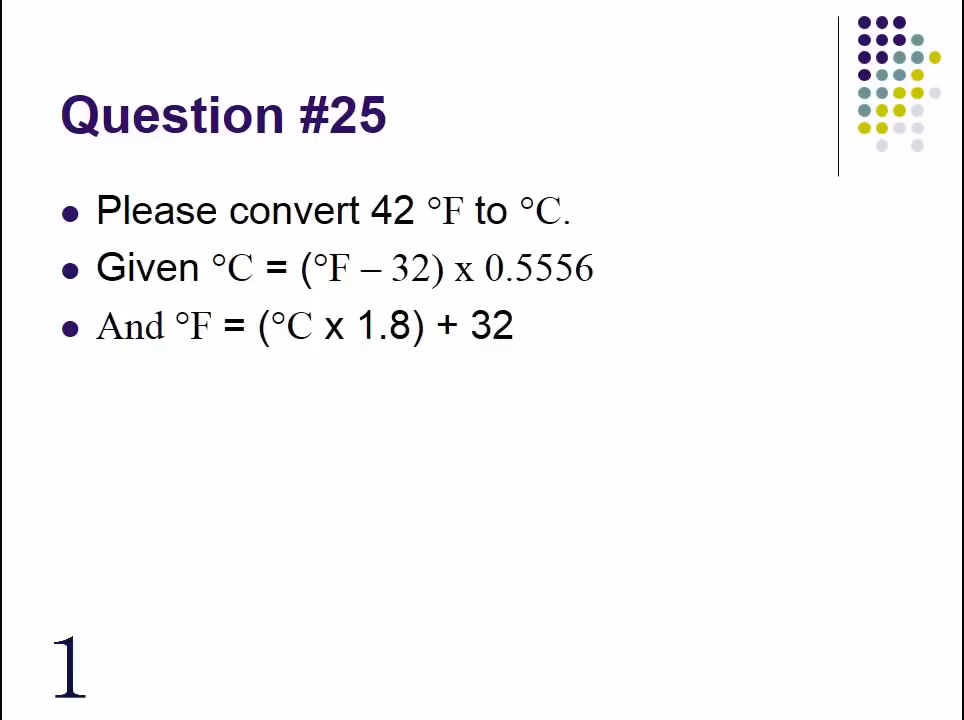 Question #25
Please convert 42 °F to °C.
Given °C = (°F – 32) x 0.5556
And °F = (°C x 1.8) + 32
1